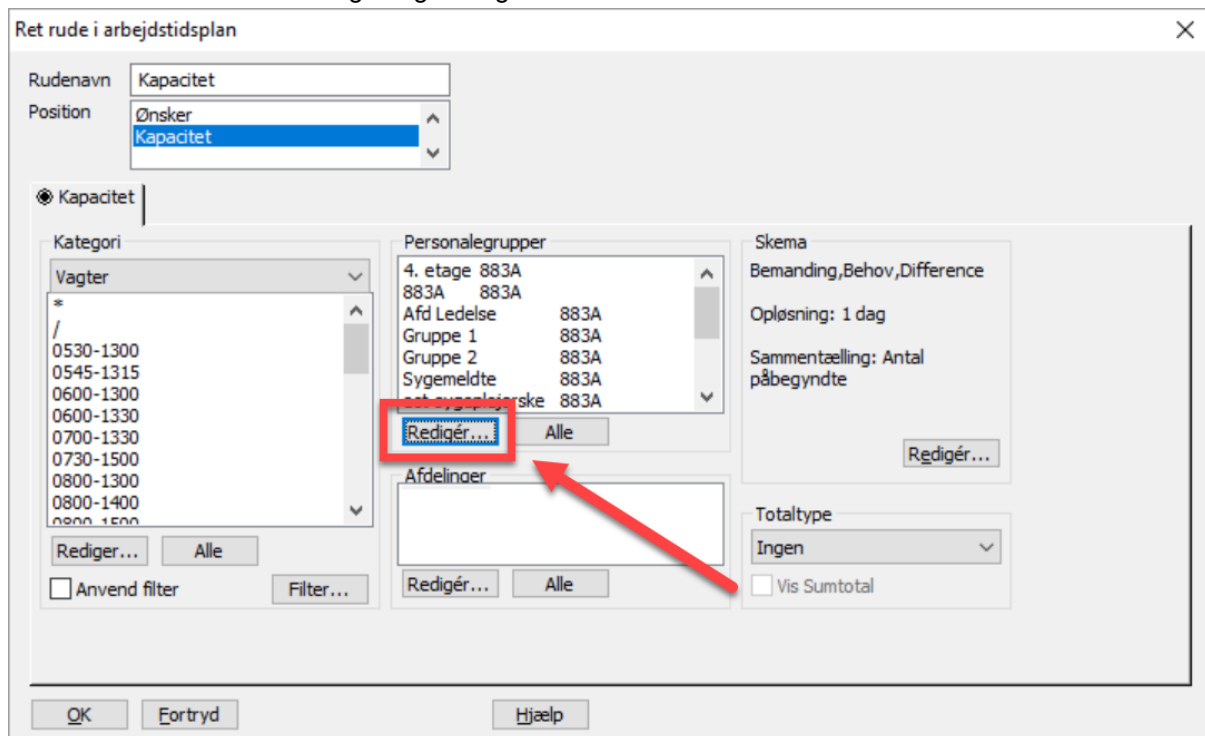 Ret rude i arbejdstidsplan
Rudenavn Kapacitet
Position Ønsker
Kapacitet
Kapacitet
Kategori
Vagter
*
/
0530-1300
0545-1315
0600-1300
0600-1330
0700-1330
0730-1500
0800-1300
0800-1400
0800-1500
Rediger... Alle
Anvend filter Filter...
Personalegrupper
4. etage 883A
883A 883A
Afd Ledelse 883A
Gruppe 1 883A
Gruppe 2 883A
Sygemeldte 883A
883A
Redigér... Alle
Afdelinger
Redigér... Alle
Skema
Bemanding,Behov,Difference
Opløsning: 1 dag
Sammentælling: Antal
påbegyndte
Redigér...
Totaltype
Ingen
Vis Sumtotal
OK Fortryd Hjælp